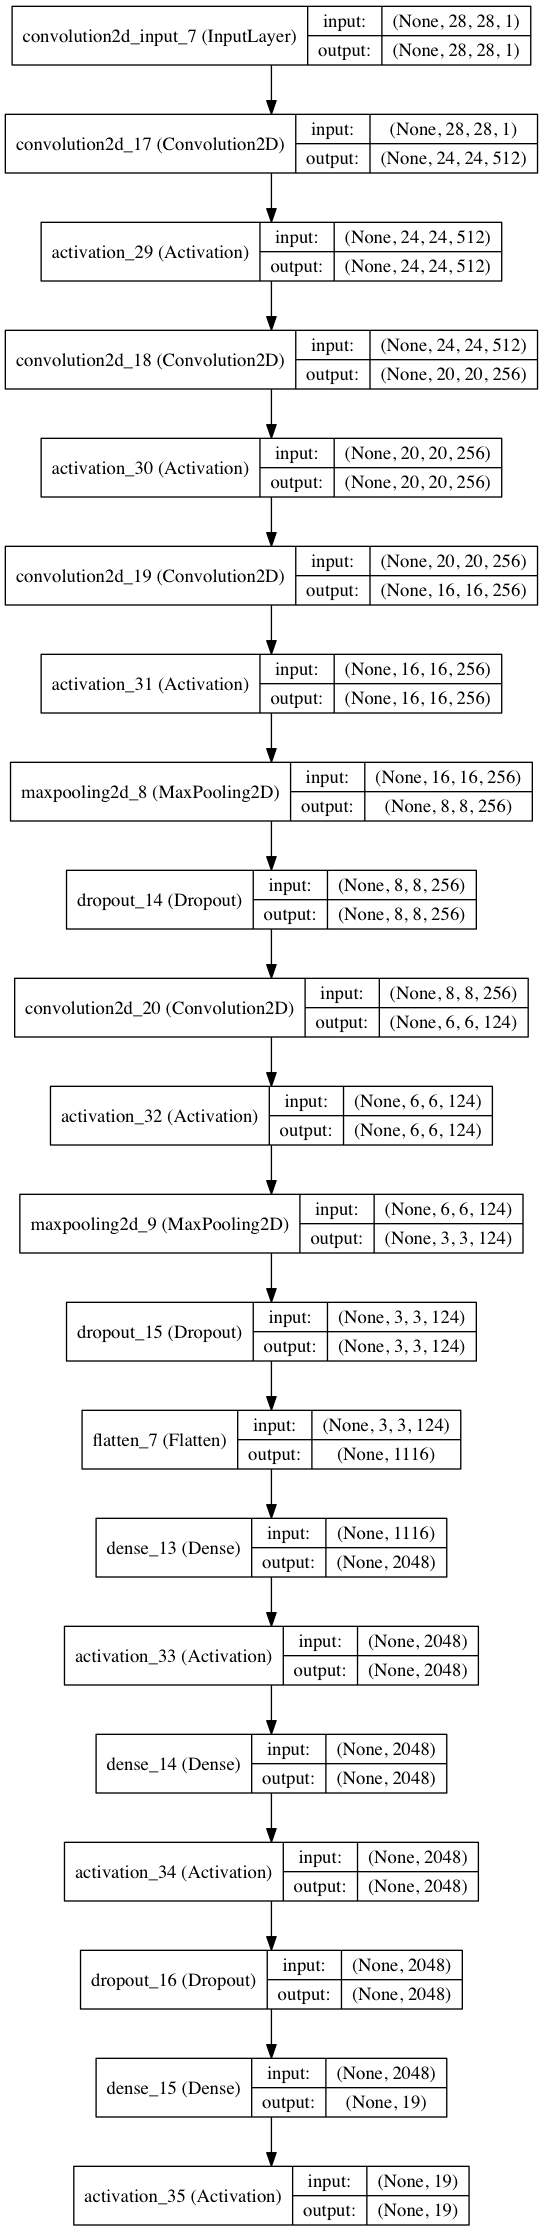 convolution2d_input_7 (InputLayer)
input: (None, 28, 28, 1)
output: (None, 28, 28, 1)
convolution2d_17 (Convolution2D)
input: (None, 28, 28, 1)
output: (None, 24, 24, 512)
activation_29 (Activation)
input: (None, 24, 24, 512)
output: (None, 24, 24, 512)
convolution2d_18 (Convolution2D)
input: (None, 24, 24, 512)
output: (None, 20, 20, 256)
activation_30 (Activation)
input: (None, 20, 20, 256)
output: (None, 20, 20, 256)
convolution2d_19 (Convolution2D)
input: (None, 20, 20, 256)
output: (None, 16, 16, 256)
activation_31 (Activation)
input: (None, 16, 16, 256)
output: (None, 16, 16, 256)
maxpooling2d_8 (MaxPooling2D)
input: (None, 16, 16, 256)
output: (None, 8, 8, 256)
dropout_14 (Dropout)
input: (None, 8, 8, 256)
output: (None, 8, 8, 256)
convolution2d_20 (Convolution2D)
input: (None, 8, 8, 256)
output: (None, 6, 6, 124)
activation_32 (Activation)
input: (None, 6, 6, 124)
output: (None, 6, 6, 124)
maxpooling2d_9 (MaxPooling2D)
input: (None, 6, 6, 124)
output: (None, 3, 3, 124)
dropout_15 (Dropout)
input: (None, 3, 3, 124)
output: (None, 3, 3, 124)
flatten_7 (Flatten)
input: (None, 3, 3, 124)
output: (None, 1116)
dense_13 (Dense)
input: (None, 1116)
output: (None, 2048)
activation_33 (Activation)
input: (None, 2048)
output: (None, 2048)
dense_14 (Dense)
input: (None, 2048)
output: (None, 2048)
activation_34 (Activation)
input: (None, 2048)
output: (None, 2048)
dropout_16 (Dropout)
input: (None, 2048)
output: (None, 2048)
dense_15 (Dense)
input: (None, 2048)
output: (None, 19)
activation_35 (Activation)
input: (None, 19)
output: (None, 19)